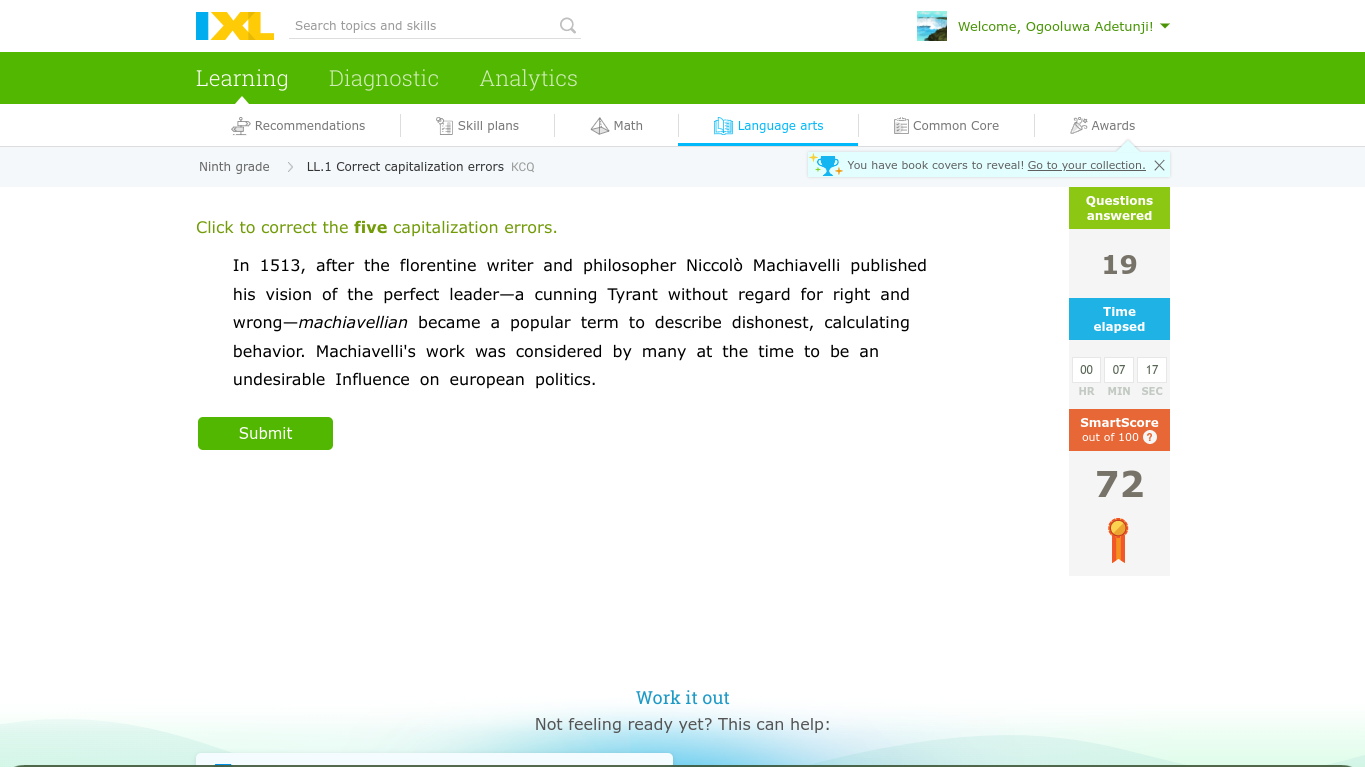 IXL
Search topics and skills
Welcome, Ogooluwa Adetunji!
Learning Diagnostic Analytics
Recommendations Skill plans Math Language arts Common Core Awards
Ninth grade LL.1 Correct capitalization errors KCQ
You have book covers to reveal! Go to your collection.
Click to correct the five capitalization errors.
In 1513, after the florentine writer and philosopher Niccolò Machiavelli published
his vision of the perfect leader—a cunning Tyrant without regard for right and
wrong—machiavellian became a popular term to describe dishonest, calculating
behavior. Machiavelli's work was considered by many at the time to be an
undesirable Influence on european politics.
Submit
Questions
answered
19
Time
elapsed
00 07 17
HR MIN SEC
SmartScore
out of 100 ?
72
Work it out
Not feeling ready yet? This can help: